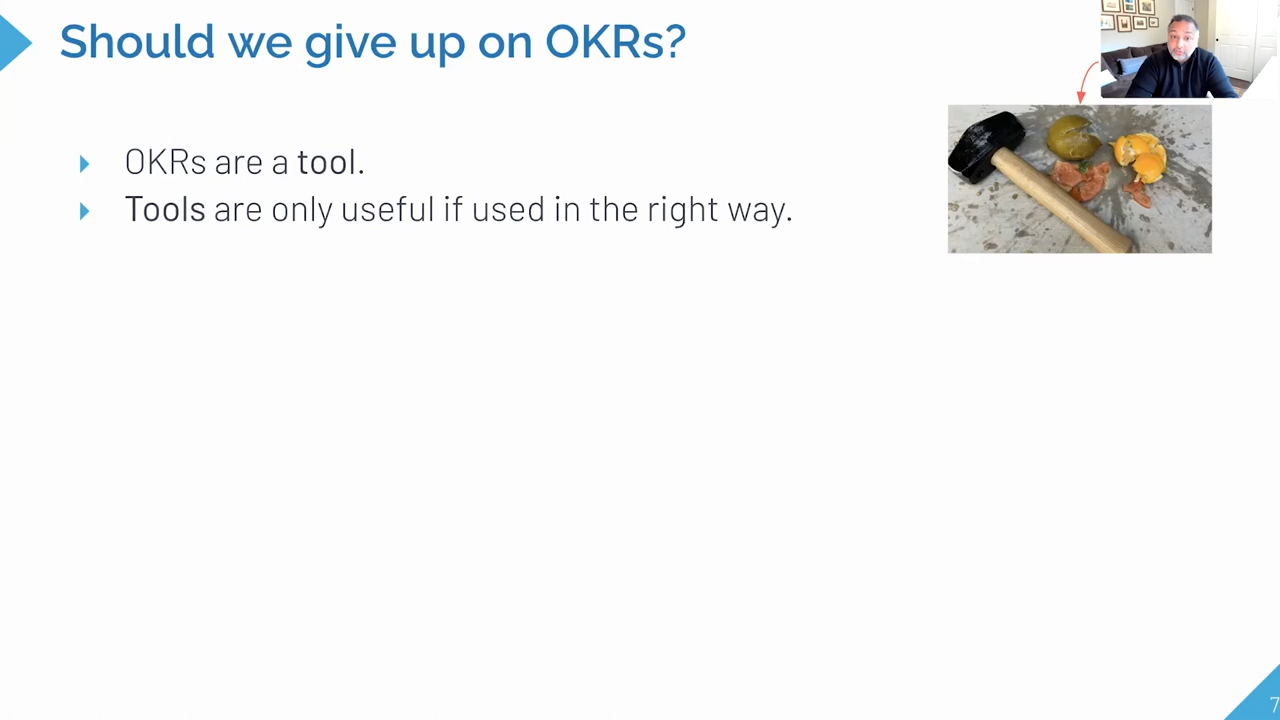 Should we give up on OKRs?
OKRs are a tool.
Tools are only useful if used in the right way.
7